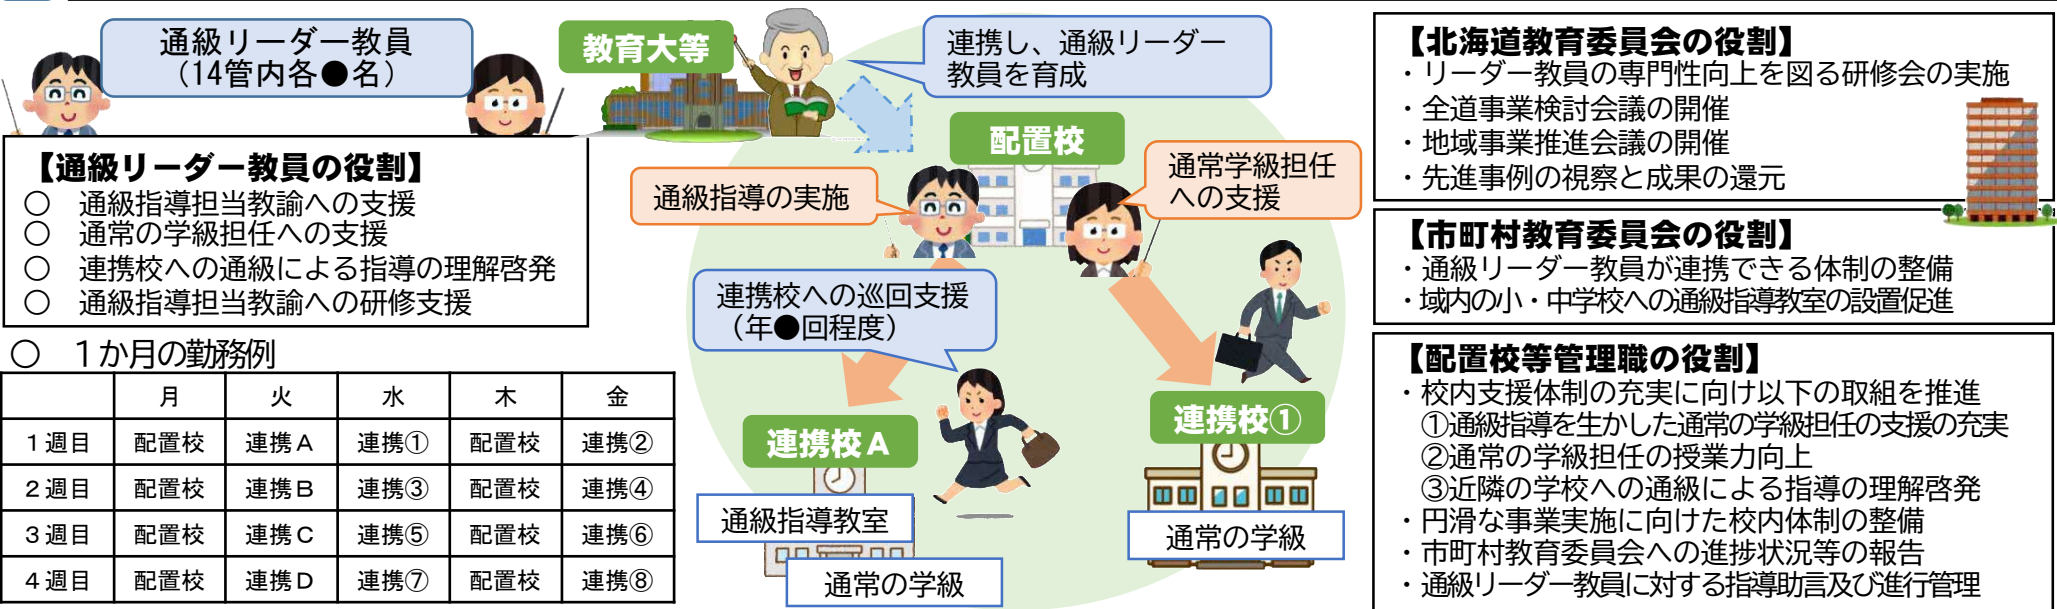 通級リーダー教員
（14管内各●名）
教育大等
連携し、通級リーダー
教員を育成
【通級リーダー教員の役割】
○　通級指導担当教諭への支援
○　通常の学級担任への支援
○　連携校への通級による指導の理解啓発
○　通級指導担当教諭への研修支援
○　１か月の勤務例
月　火　水　木　金
1週目　配置校　連携A　連携①　配置校　連携②
2週目　配置校　連携B　連携③　配置校　連携④
3週目　配置校　連携C　連携⑤　配置校　連携⑥
4週目　配置校　連携D　連携⑦　配置校　連携⑧
配置校
通級指導の実施
通常学級担任
への支援
連携校への巡回支援
（年●回程度）
連携校A
通級指導教室
通常の学級
連携校①
通常の学級
【北海道教育委員会の役割】
・リーダー教員の専門性向上を図る研修会の実施
・全道事業検討会議の開催
・地域事業推進会議の開催
・先進事例の視察と成果の還元
【市町村教育委員会の役割】
・通級リーダー教員が連携できる体制の整備
・域内の小・中学校への通級指導教室の設置促進
【配置校等管理職の役割】
・校内支援体制の充実に向け以下の取組を推進
①通級指導を生かした通常の学級担任の支援の充実
②通常の学級担任の授業力向上
③近隣の学校への通級による指導の理解啓発
・円滑な事業実施に向けた校内体制の整備
・市町村教育委員会への進捗状況等の報告
・通級リーダー教員に対する指導助言及び進行管理